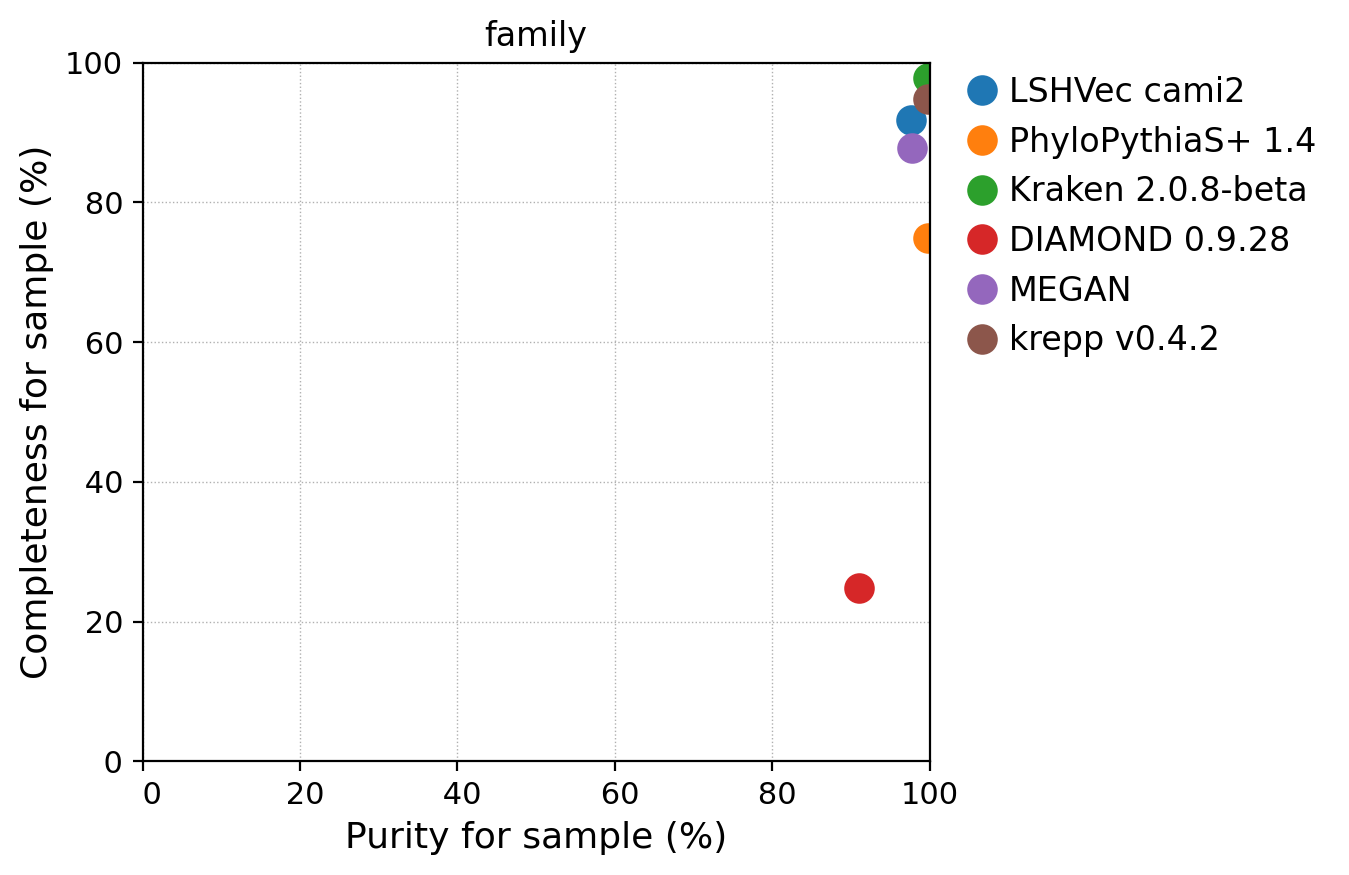 family
100
80
60
40
20
0
Completeness for sample (%)
0 20 40 60 80 100
Purity for sample (%)
LSHVec cami2
PhyloPythiaS+ 1.4
Kraken 2.0.8-beta
DIAMOND 0.9.28
MEGAN
krepp v0.4.2